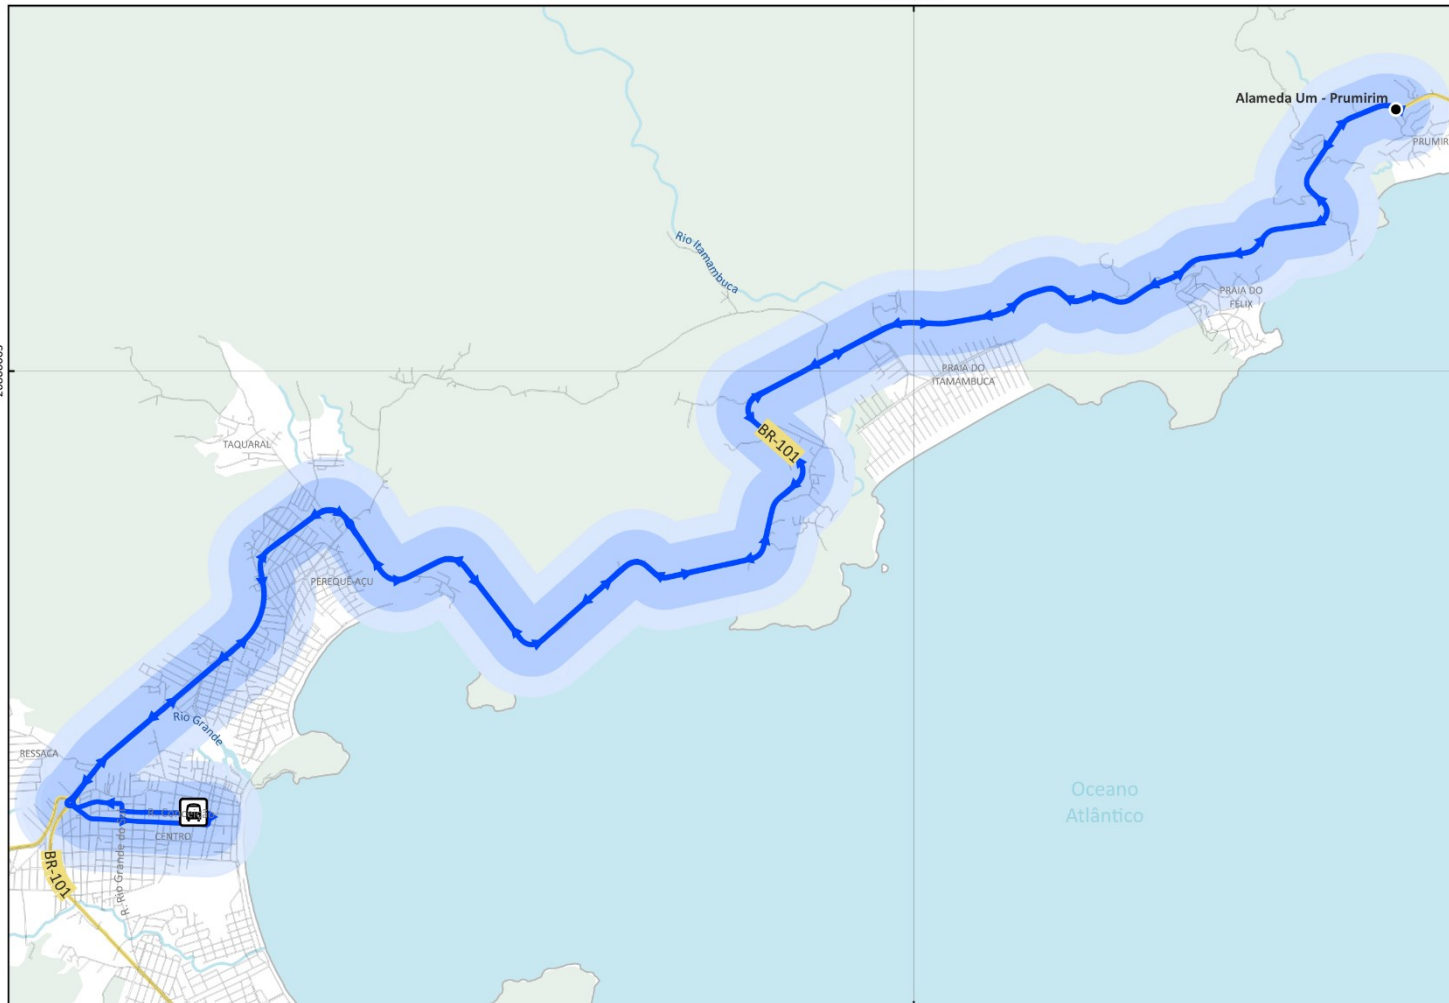 Alameda Um - Prumirim
PRUMIR
Rio Itamambuca
PRAIA DO
FELIX
PRAIA DO
ITAMAMBUCA
BR-101
TAQUARAL
PEREQUÊ-AÇU
Rio Grande
RESSACA
CENTRO
BR-101
R. Rio Grande do
Oceano
Atlântico